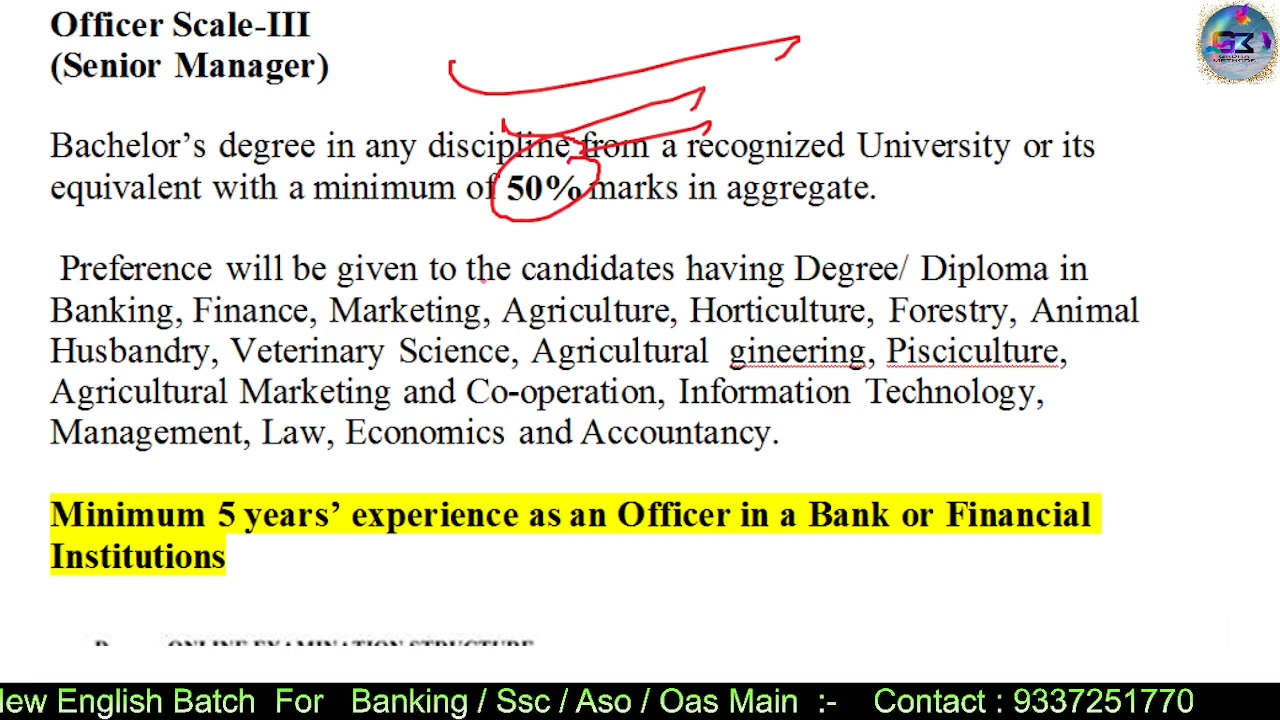 Officer Scale-III
(Senior Manager)
Bachelor's degree in any discipline from a recognized University or its
equivalent with a minimum of 50% marks in aggregate.
Preference will be given to the candidates having Degree/ Diploma in
Banking, Finance, Marketing, Agriculture, Horticulture, Forestry, Animal
Husbandry, Veterinary Science, Agricultural gineering, Pisciculture,
Agricultural Marketing and Co-operation, Information Technology,
Management, Law, Economics and Accountancy.
Minimum 5 years' experience as an Officer in a Bank or Financial
Institutions
ONLINE EXAMINATION STRUCTURE
New English Batch For Banking / Ssc / Aso / Oas Main :- Contact : 9337251770